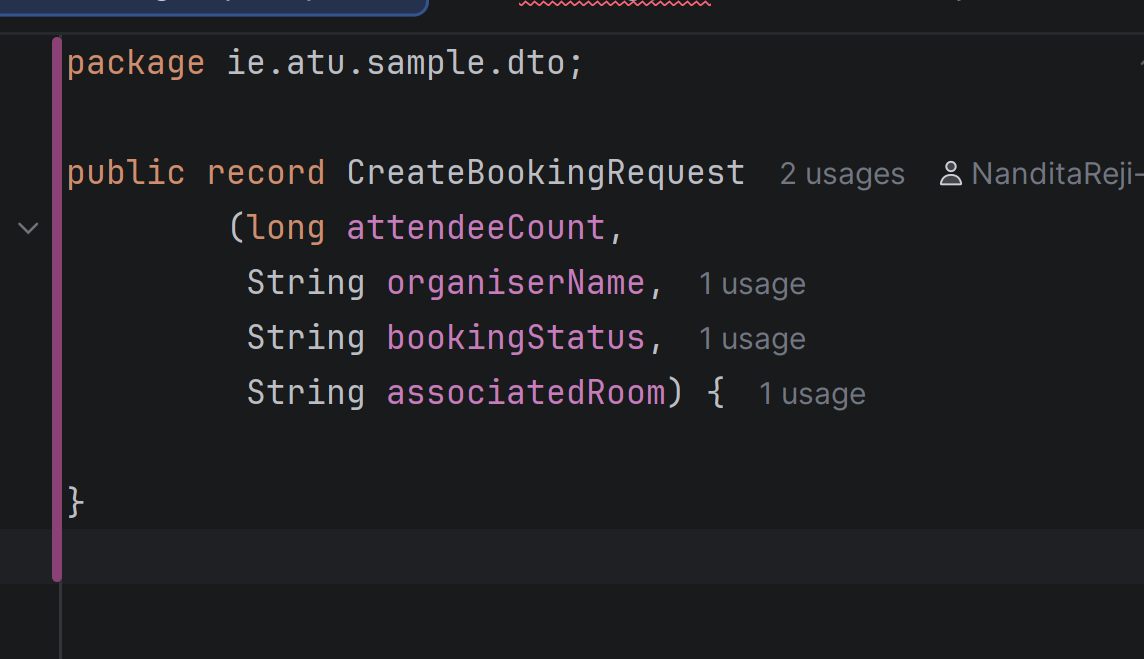 package ie.atu.sample.dto;
public record CreateBookingRequest 2 usages NanditaReji-
(long attendeeCount,
String organiserName, 1 usage
String bookingStatus, 1 usage
String associatedRoom) { 1 usage
}